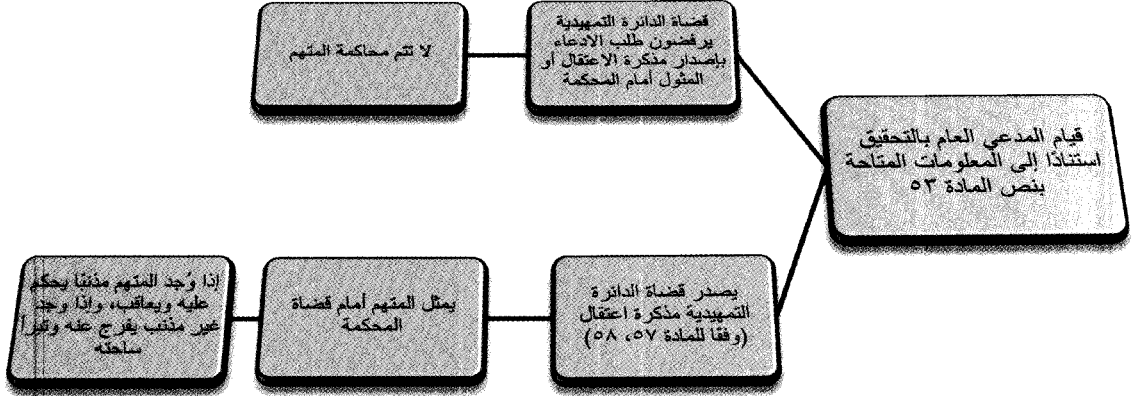 قيام المدعي العام بالتحقيق
استنادًا إلى المعلومات المتاحة
بنص المادة ٥٣
قضاة الدائرة التمهيدية
يرفضون طلب الادعاء
بإصدار مذكرة الاعتقال أو
المثول أمام المحكمة
لا تتم محاكمة المتهم
يصدر قضاة الدائرة
التمهيدية مذكرة اعتقال
(وفقا للمادة ٥٧، ٥٨)
يمثل المتهم أمام قضاة
المحكمة
إذا وُجد المتهم مذنبًا يحكم
عليه ويعاقب، وإذا وجد
غير مذنب يفرج عنه وتبرأ
ساحته